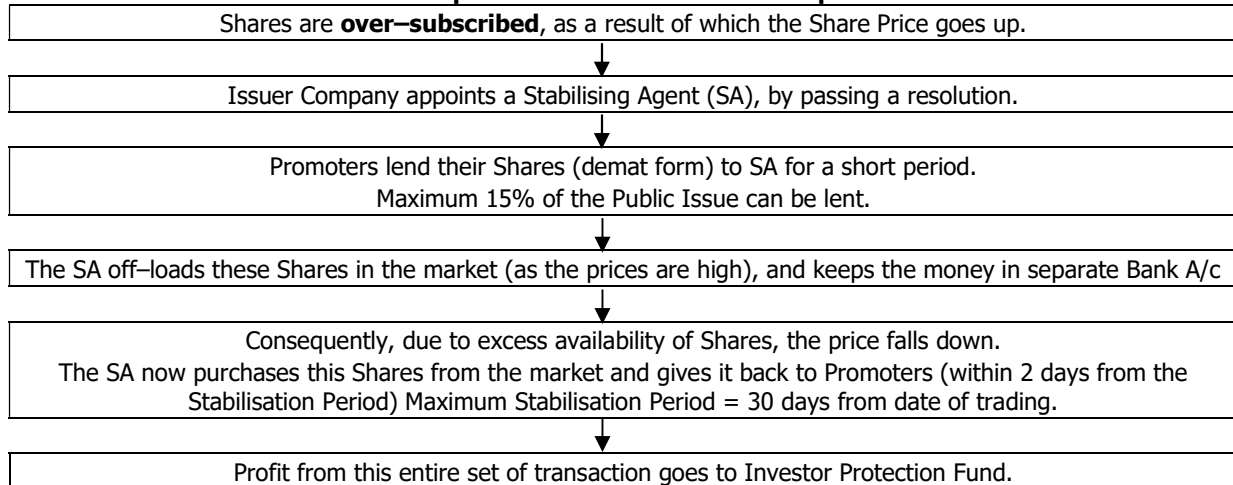 Shares are over–subscribed, as a result of which the Share Price goes up.
Issuer Company appoints a Stabilising Agent (SA), by passing a resolution.
Promoters lend their Shares (demat form) to SA for a short period.
Maximum 15% of the Public Issue can be lent.
The SA off–loads these Shares in the market (as the prices are high), and keeps the money in separate Bank A/c
Consequently, due to excess availability of Shares, the price falls down.
The SA now purchases this Shares from the market and gives it back to Promoters (within 2 days from the
Stabilisation Period) Maximum Stabilisation Period = 30 days from date of trading.
Profit from this entire set of transaction goes to Investor Protection Fund.